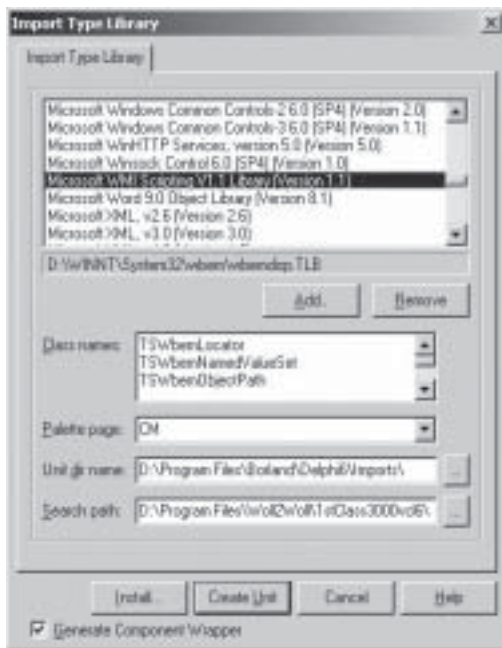 Import Type Library
Import Type Library
Microsoft Windows Common Controls-2 6.0 (SP4) (Version 2.0)
Microsoft Windows Common Controls-3 6.0 (SP4) (Version 1.1)
Microsoft WinHTTP Services, version 5.0 (Version 5.0)
Microsoft Winsock Control 6.0 (SP4) (Version 1.0)
Microsoft WMI Scripting V1.1 Library (Version 1.1)
Microsoft Word 9.0 Object Library (Version 8.1)
Microsoft XML, v2.6 (Version 2.6)
Microsoft XML, v3.0 (Version 3.0)
D:\WINNT\System32\wbem\wbemdisp.TLB
Add...
Remove
Class names:
TSWbemLocator
TSWbemNamedValueSet
TSWbemObjectPath
Palette page:
CM
Unit dir name:
D:\Program Files\Borland\Delphi6\Imports\
...
Search path:
D:\Program Files\Woll2Woll\1stClass3000vcl6\
...
Install...
Create Unit
Cancel
Help
Generate Component Wrapper